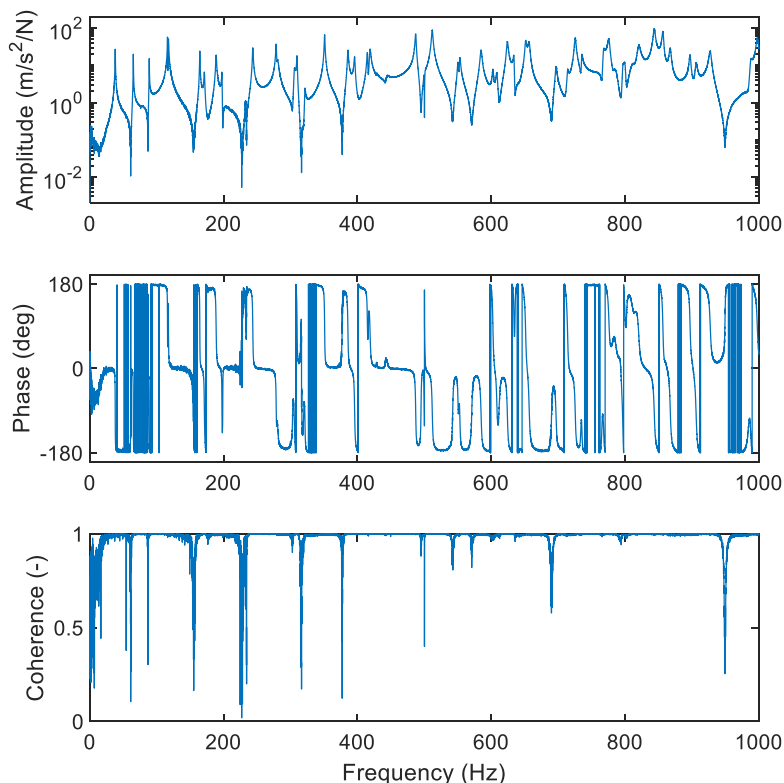 Amplitude (m/s²/N)
10²
10⁰
10⁻²
0 200 400 600 800 1000
Phase (deg)
180
0
-180
0 200 400 600 800 1000
Coherence (-)
1
0.5
0
0 200 400 600 800 1000
Frequency (Hz)